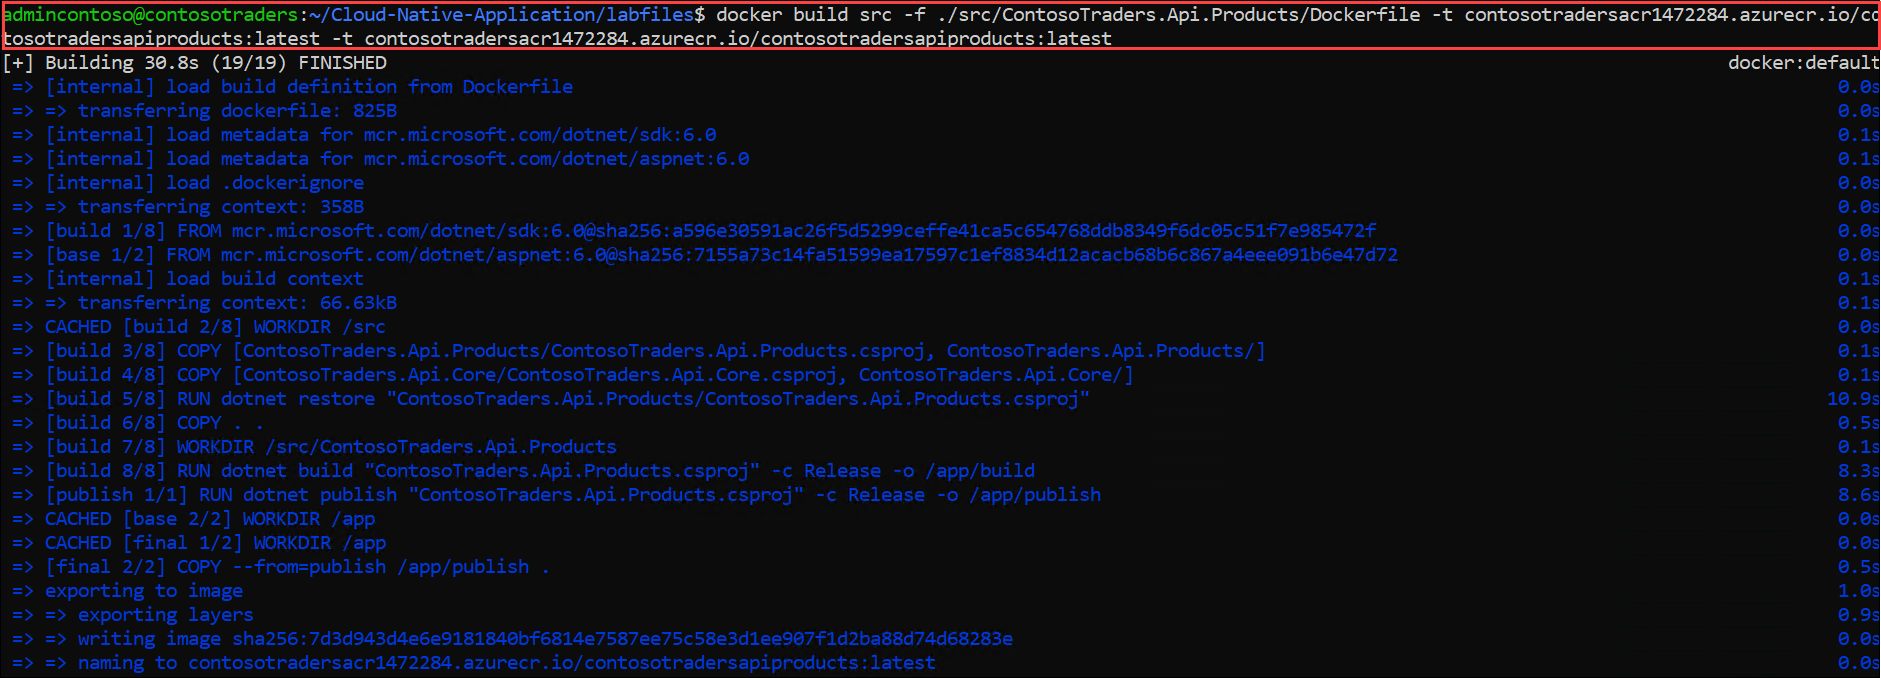 admincontoso@contosotraders:~/Cloud-Native-Application/labfiles$ docker build src -f ./src/ContosoTraders.Api.Products/Dockerfile -t contosotradersacr1472284.azurecr.io/co
tosotradersapiproducts:latest -t contosotradersacr1472284.azurecr.io/contosotradersapiproducts:latest
[+] Building 30.8s (19/19) FINISHED docker:default
=> [internal] load build definition from Dockerfile 0.0s
=> => transferring dockerfile: 825B 0.0s
=> [internal] load metadata for mcr.microsoft.com/dotnet/sdk:6.0 0.1s
=> [internal] load metadata for mcr.microsoft.com/dotnet/aspnet:6.0 0.1s
=> [internal] load .dockerignore 0.0s
=> => transferring context: 358B 0.0s
=> [build 1/8] FROM mcr.microsoft.com/dotnet/sdk:6.0@sha256:a596e30591ac26f5d5299ceffe41ca5c654768ddb8349f6dc05c51f7e985472f 0.0s
=> [base 1/2] FROM mcr.microsoft.com/dotnet/aspnet:6.0@sha256:7155a73c14fa51599ea17597c1ef8834d12acacb68b6c867a4eee091b6e47d72 0.0s
=> [internal] load build context 0.1s
=> => transferring context: 66.63kB 0.1s
=> CACHED [build 2/8] WORKDIR /src 0.0s
=> [build 3/8] COPY [ContosoTraders.Api.Products/ContosoTraders.Api.Products.csproj, ContosoTraders.Api.Products/] 0.1s
=> [build 4/8] COPY [ContosoTraders.Api.Core/ContosoTraders.Api.Core.csproj, ContosoTraders.Api.Core/] 0.1s
=> [build 5/8] RUN dotnet restore "ContosoTraders.Api.Products/ContosoTraders.Api.Products.csproj" 10.9s
=> [build 6/8] COPY . . 0.5s
=> [build 7/8] WORKDIR /src/ContosoTraders.Api.Products 0.1s
=> [build 8/8] RUN dotnet build "ContosoTraders.Api.Products.csproj" -c Release -o /app/build 8.3s
=> [publish 1/1] RUN dotnet publish "ContosoTraders.Api.Products.csproj" -c Release -o /app/publish 8.6s
=> CACHED [base 2/2] WORKDIR /app 0.0s
=> CACHED [final 1/2] WORKDIR /app 0.0s
=> [final 2/2] COPY --from=publish /app/publish . 0.5s
=> exporting to image 1.0s
=> => exporting layers 0.9s
=> => writing image sha256:7d3d943d4e6e9181840bf6814e7587ee75c58e3d1ee907f1d2ba88d74d68283e 0.0s
=> => naming to contosotradersacr1472284.azurecr.io/contosotradersapiproducts:latest 0.0s